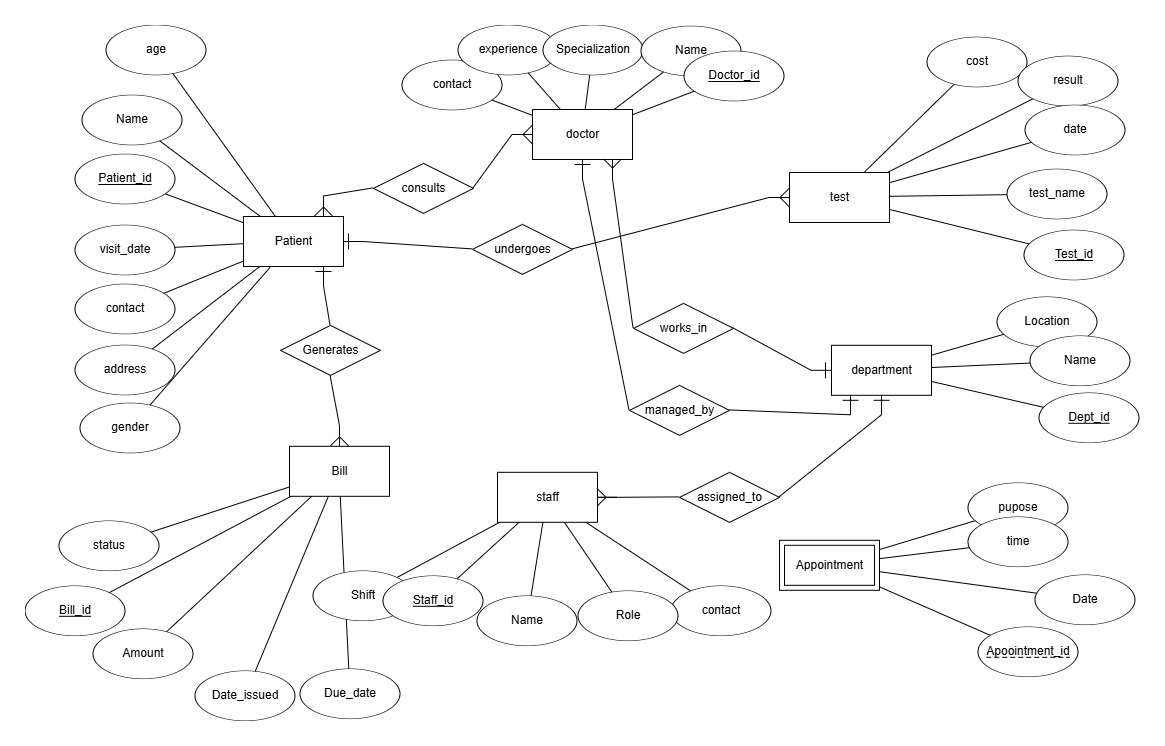 age
experience
Specialization
Name
cost
contact
Doctor_id
result
Name
doctor
date
Patient_id
consults
test_name
test
Patient
visit_date
undergoes
Test_id
contact
Location
works_in
Generates
Name
address
department
managed_by
Dept_id
gender
Bill
staff
assigned_to
pupose
status
time
Appointment
Shift
Staff_id
Date
Bill_id
Name
Role
contact
Amount
Apoointment_id
Date_issued
Due_date